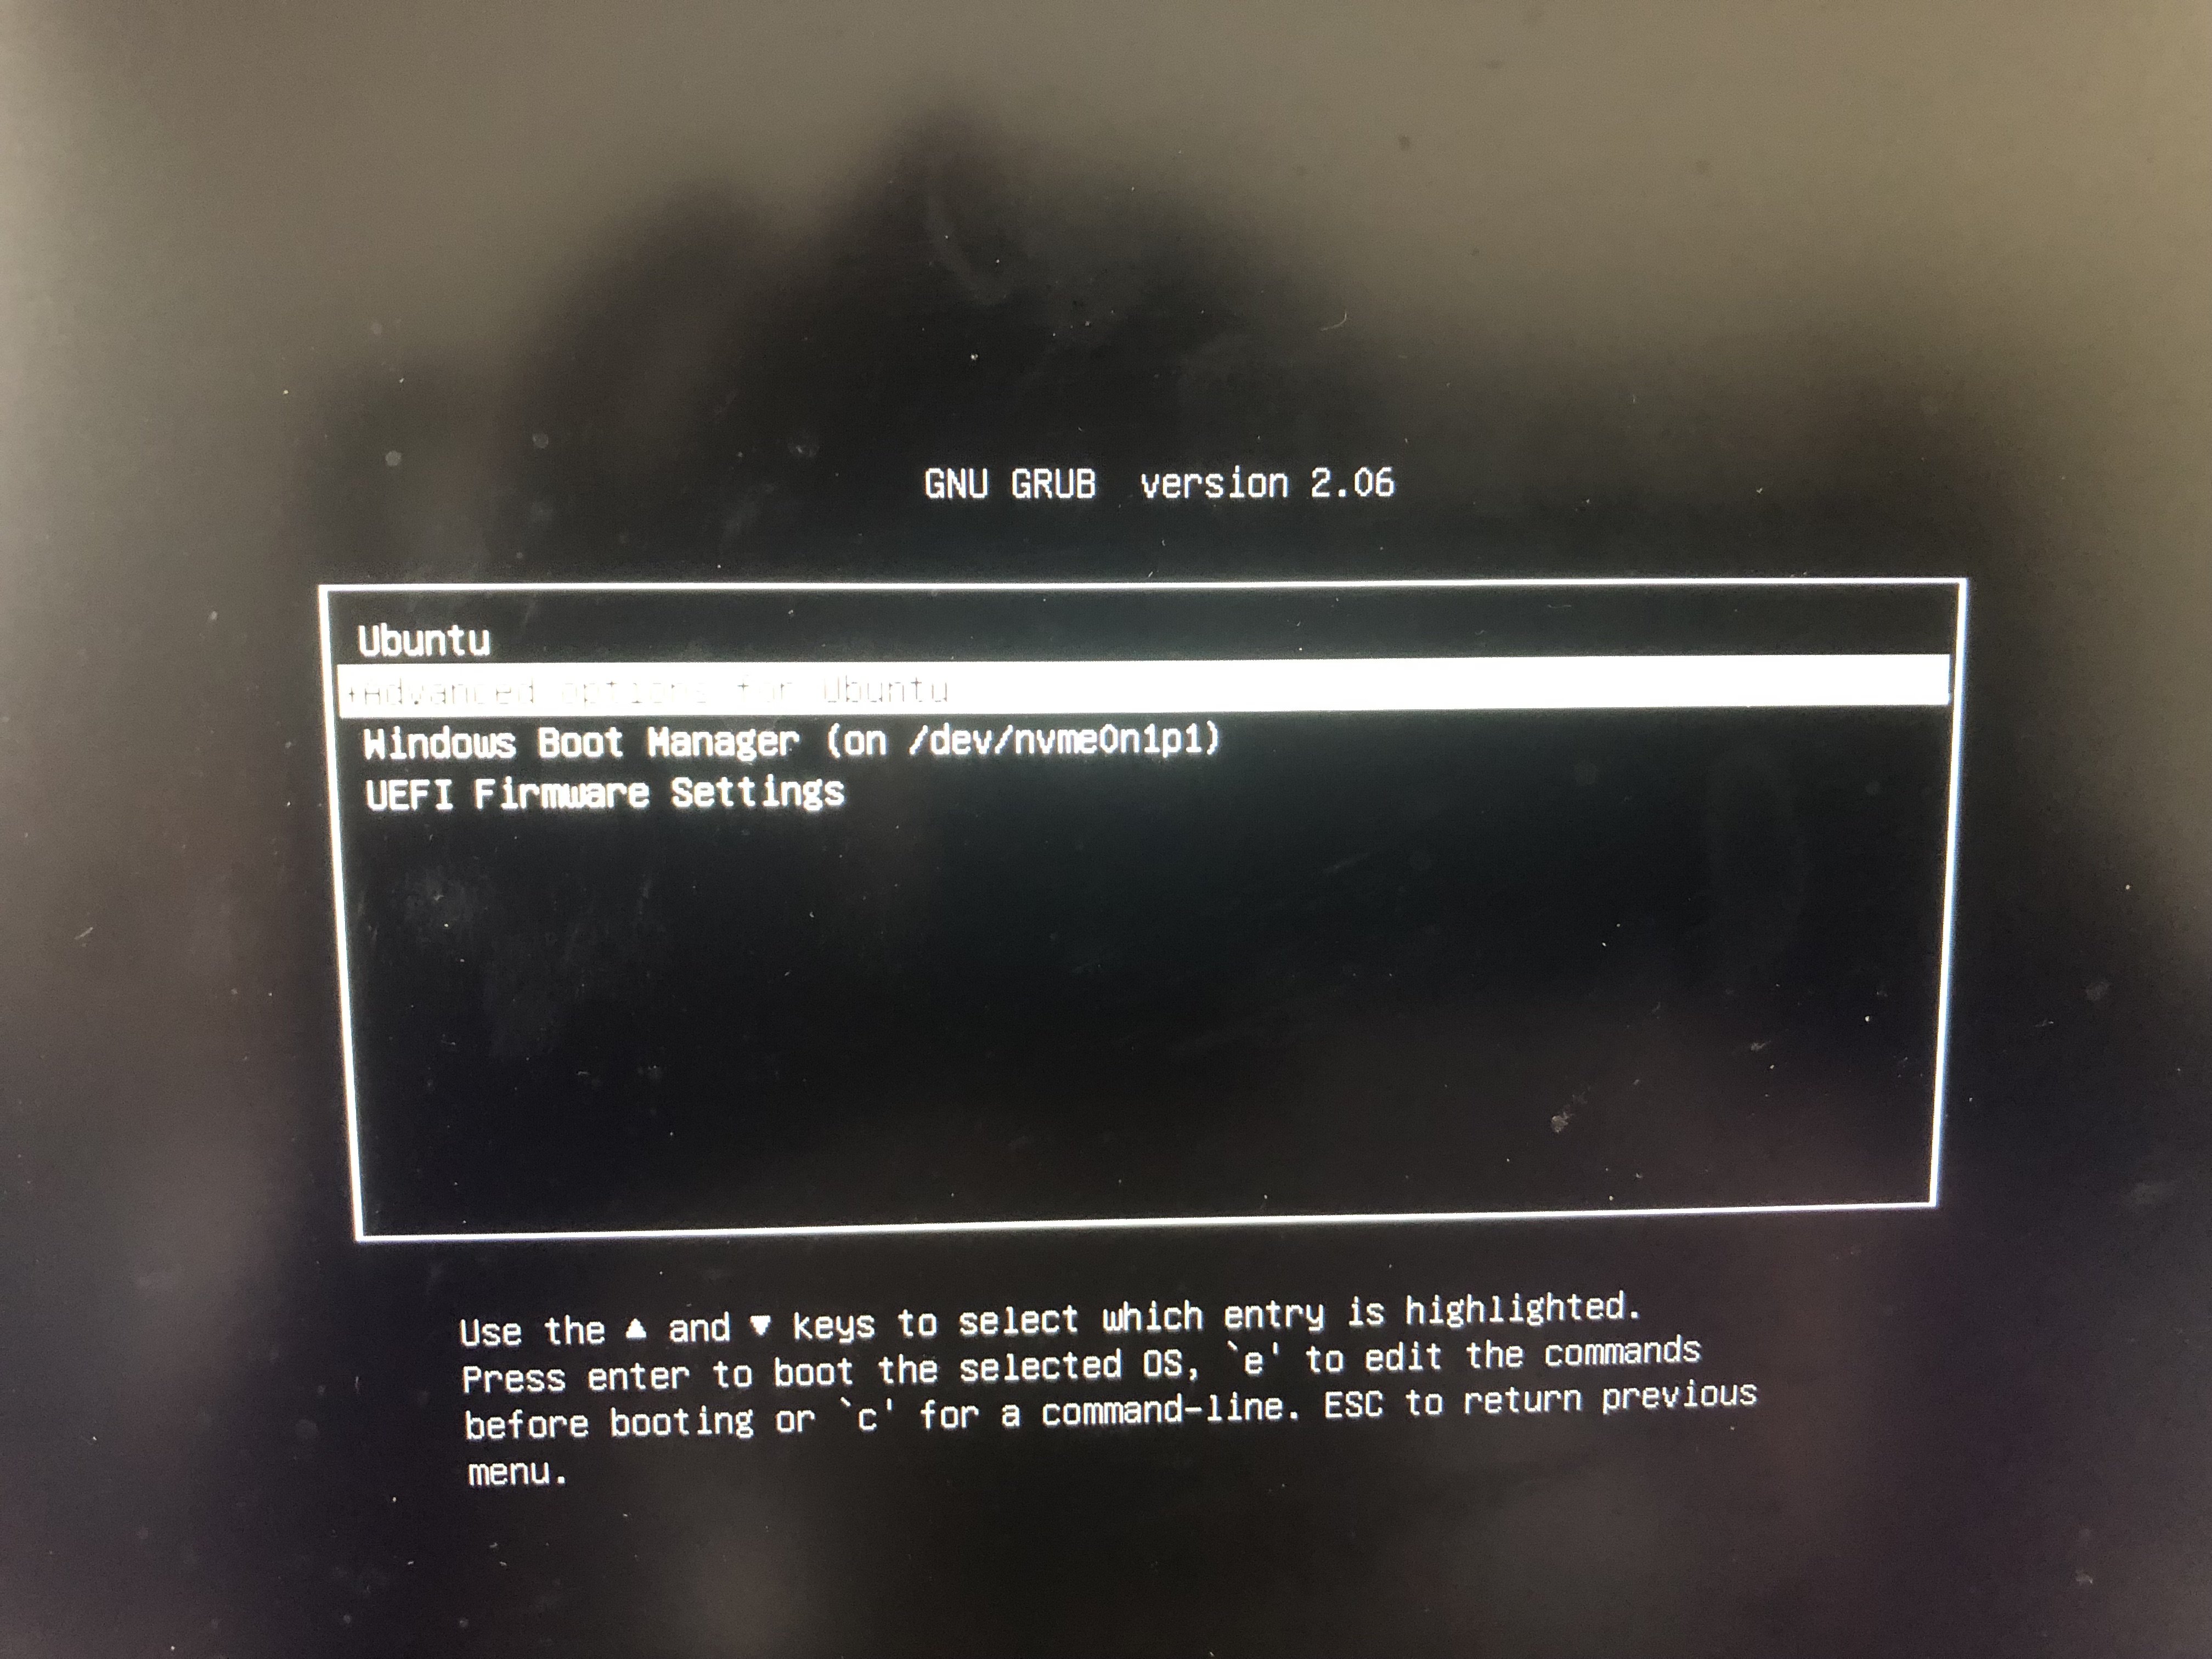 GNU GRUB version 2.06
Ubuntu
*Advanced options for Ubuntu
Windows Boot Manager (on /dev/nvme0n1p1)
UEFI Firmware Settings
Use the ▲ and ▼ keys to select which entry is highlighted.
Press enter to boot the selected OS, `e' to edit the commands
before booting or `c' for a command-line. ESC to return previous
menu.